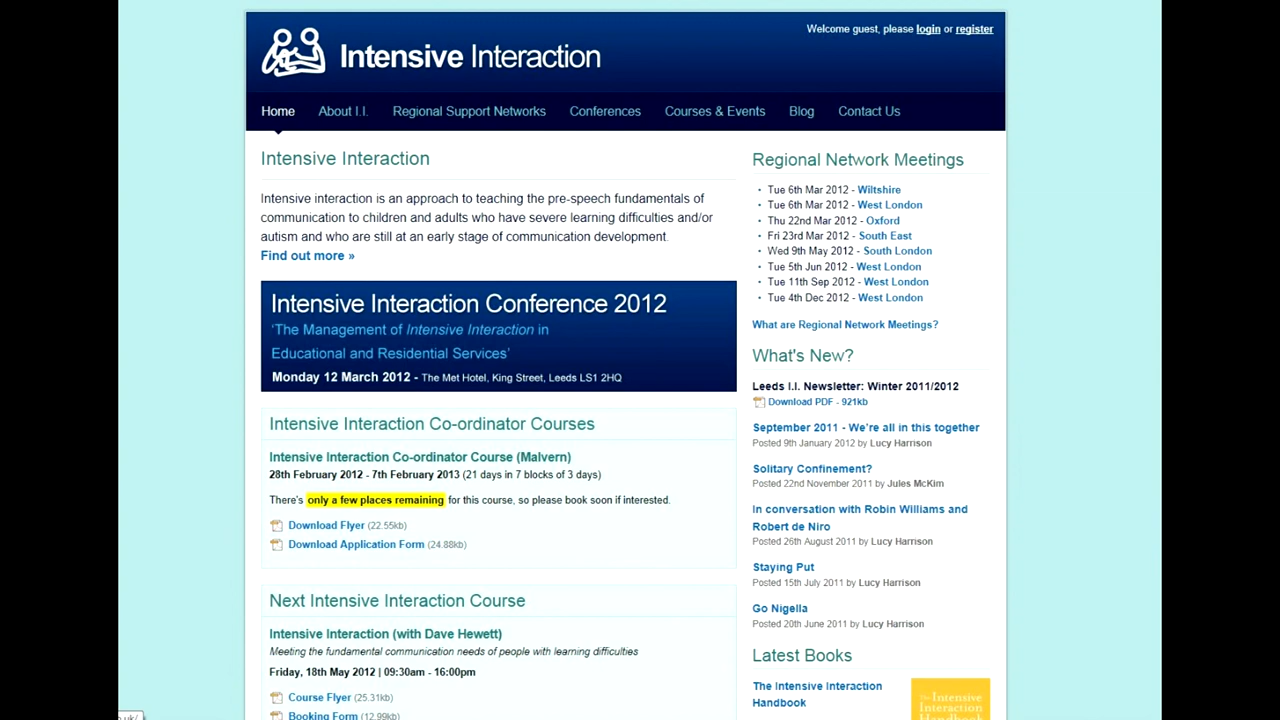 Welcome guest, please login or register
Intensive Interaction
Home About I.I. Regional Support Networks Conferences Courses & Events Blog Contact Us
Intensive Interaction
Intensive interaction is an approach to teaching the pre-speech fundamentals of
communication to children and adults who have severe learning difficulties and/or
autism and who are still at an early stage of communication development.
Find out more »
Intensive Interaction Conference 2012
'The Management of Intensive Interaction in
Educational and Residential Services'
Monday 12 March 2012 - The Met Hotel, King Street, Leeds LS1 2HQ
Intensive Interaction Co-ordinator Courses
Intensive Interaction Co-ordinator Course (Malvern)
28th February 2012 - 7th February 2013 (21 days in 7 blocks of 3 days)
There's only a few places remaining for this course, so please book soon if interested.
Download Flyer (22.55kb)
Download Application Form (24.88kb)
Next Intensive Interaction Course
Intensive Interaction (with Dave Hewett)
Meeting the fundamental communication needs of people with learning difficulties
Friday, 18th May 2012 | 09:30am - 16:00pm
Course Flyer (25.31kb)
Booking Form (12.99kb)
Regional Network Meetings
• Tue 6th Mar 2012 - Wiltshire
• Tue 6th Mar 2012 - West London
• Thu 22nd Mar 2012 - Oxford
• Fri 23rd Mar 2012 - South East
• Wed 9th May 2012 - South London
• Tue 5th Jun 2012 - West London
• Tue 11th Sep 2012 - West London
• Tue 4th Dec 2012 - West London
What are Regional Network Meetings?
What's New?
Leeds I.I. Newsletter: Winter 2011/2012
Download PDF - 921kb
September 2011 - We're all in this together
Posted 9th January 2012 by Lucy Harrison
Solitary Confinement?
Posted 22nd November 2011 by Jules McKim
In conversation with Robin Williams and
Robert de Niro
Posted 26th August 2011 by Lucy Harrison
Staying Put
Posted 15th July 2011 by Lucy Harrison
Go Nigella
Posted 20th June 2011 by Lucy Harrison
Latest Books
The Intensive Interaction
Handbook
The Intensive
Interaction
Handbook